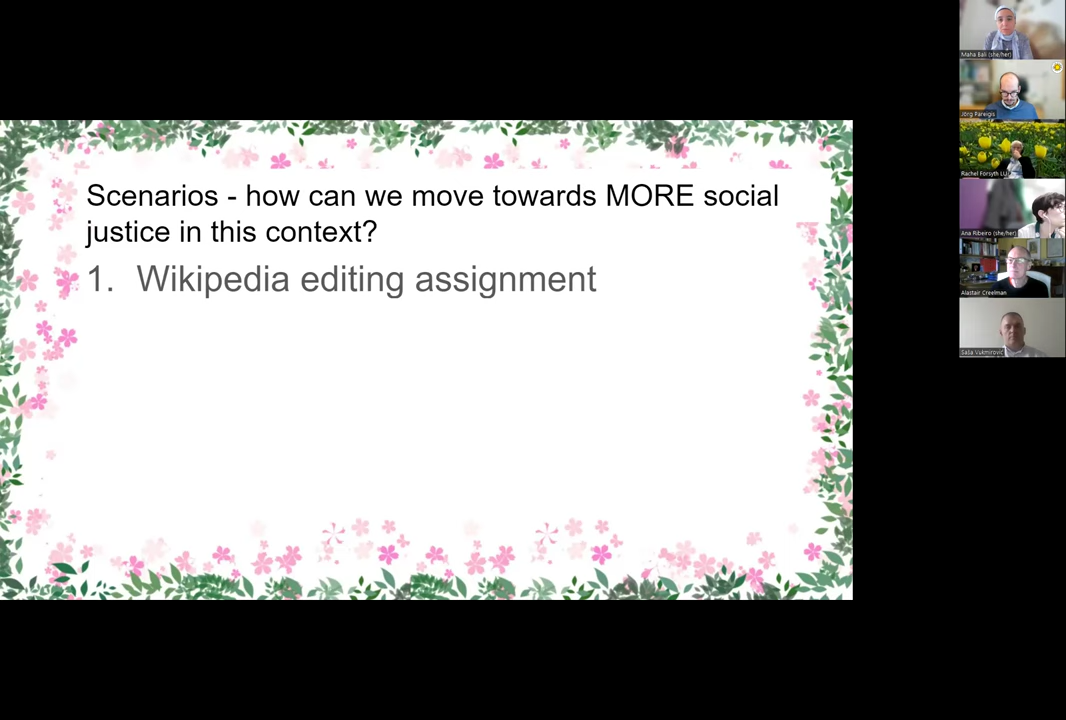 Scenarios - how can we move towards MORE social
justice in this context?
1. Wikipedia editing assignment
Maha Bali (she/her)
Jörg Pareigis
Rachel Forsyth LU
Ana Ribeiro (she/her)
Alastair Creelman
Saša Vukmirovic